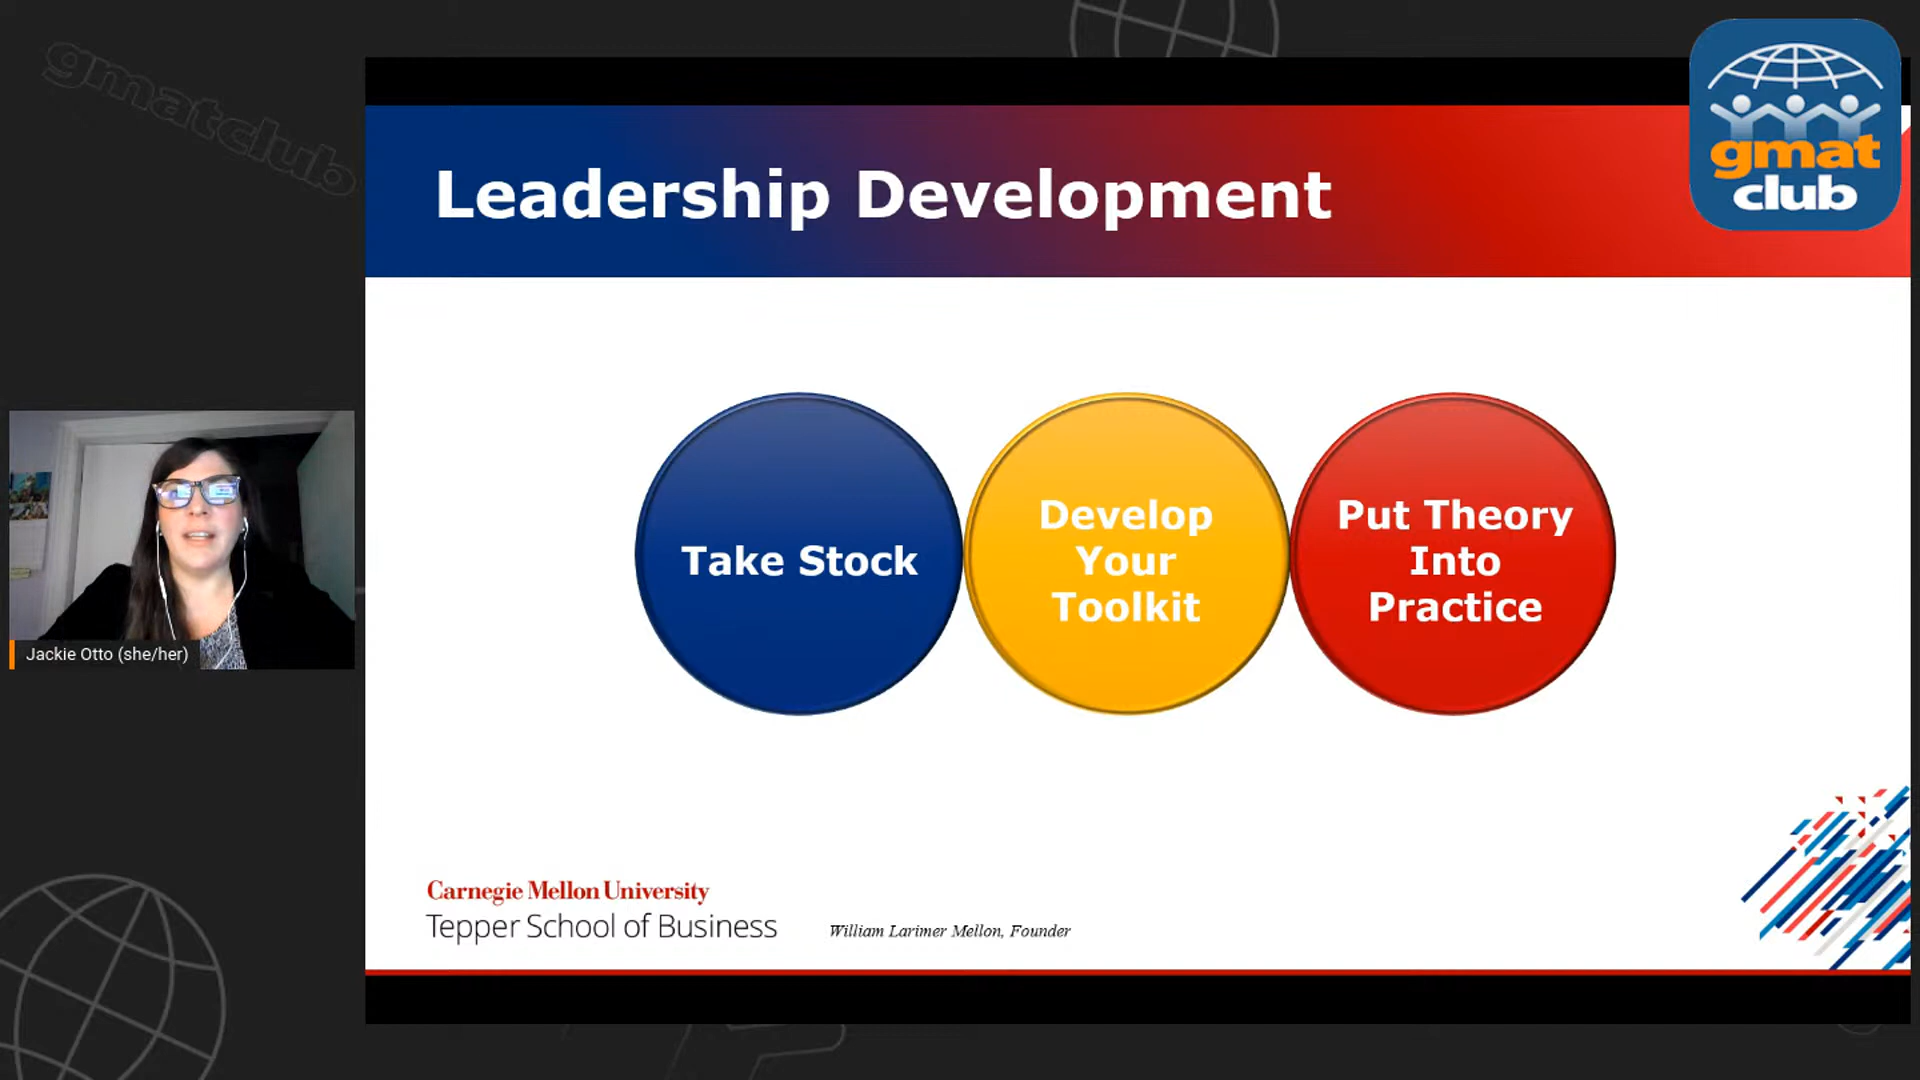 gmatclub
gmat
club
Leadership Development
Take Stock
Develop
Your
Toolkit
Put Theory
Into
Practice
Jackie Otto (she/her)
Carnegie Mellon University
Tepper School of Business
William Larimer Mellon, Founder